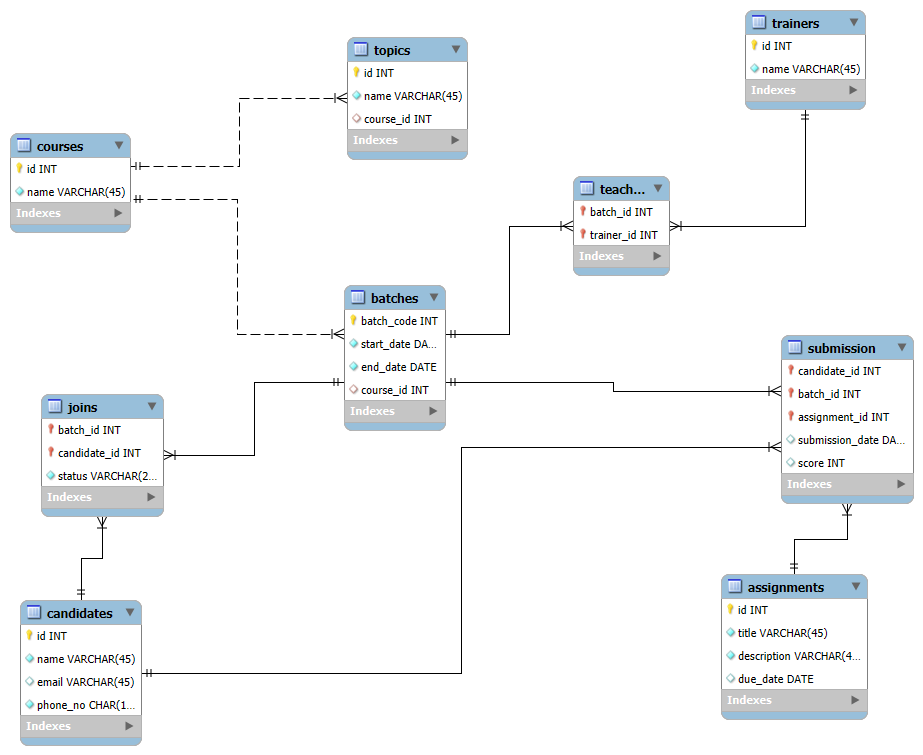 trainers
id INT
name VARCHAR(45)
Indexes
topics
id INT
name VARCHAR(45)
course_id INT
Indexes
courses
id INT
name VARCHAR(45)
Indexes
teach...
batch_id INT
trainer_id INT
Indexes
batches
batch_code INT
start_date DA...
end_date DATE
course_id INT
Indexes
submission
candidate_id INT
batch_id INT
assignment_id INT
submission_date DA...
score INT
Indexes
joins
batch_id INT
candidate_id INT
status VARCHAR(2...
Indexes
candidates
id INT
name VARCHAR(45)
email VARCHAR(45)
phone_no CHAR(1...
Indexes
assignments
id INT
title VARCHAR(45)
description VARCHAR(4...
due_date DATE
Indexes